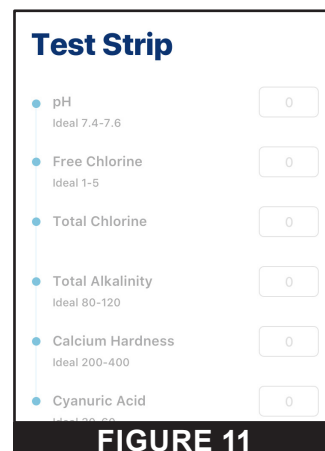 Test Strip
pH 0
Ideal 7.4-7.6
Free Chlorine 0
Ideal 1-5
Total Chlorine 0
Total Alkalinity 0
Ideal 80-120
Calcium Hardness 0
Ideal 200-400
Cyanuric Acid 0
FIGURE 11